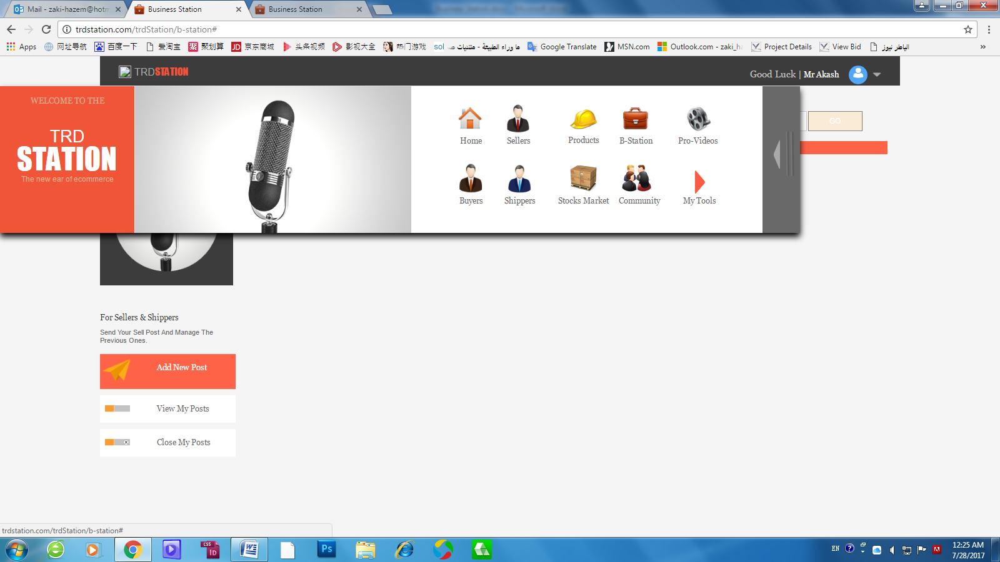 Mail - zaki-hazem@hotm
Business Station
Business Station
trdstation.com/trdStation/b-station#
Apps
网址导航
百度一下
爱淘宝
聚划算
京东商城
头条视频
影视大全
热门游戏
sol ما وراء الطبيعة - منتديات صـ
Google Translate
MSN.com
Outlook.com - zaki_ha
Project Details
View Bid
الياطر نيوز
»
TRDSTATION
Good Luck | Mr Akash
WELCOME TO THE
TRD
STATION
The new ear of ecommerce
Home
Sellers
Products
B-Station
Pro-Videos
Buyers
Shippers
Stocks Market
Community
My Tools
GO
For Sellers & Shippers
Send Your Sell Post And Manage The
Previous Ones.
Add New Post
View My Posts
Close My Posts
trdstation.com/trdStation/b-station#
CS5
ID
Ps
EN
12:25 AM
7/28/2017